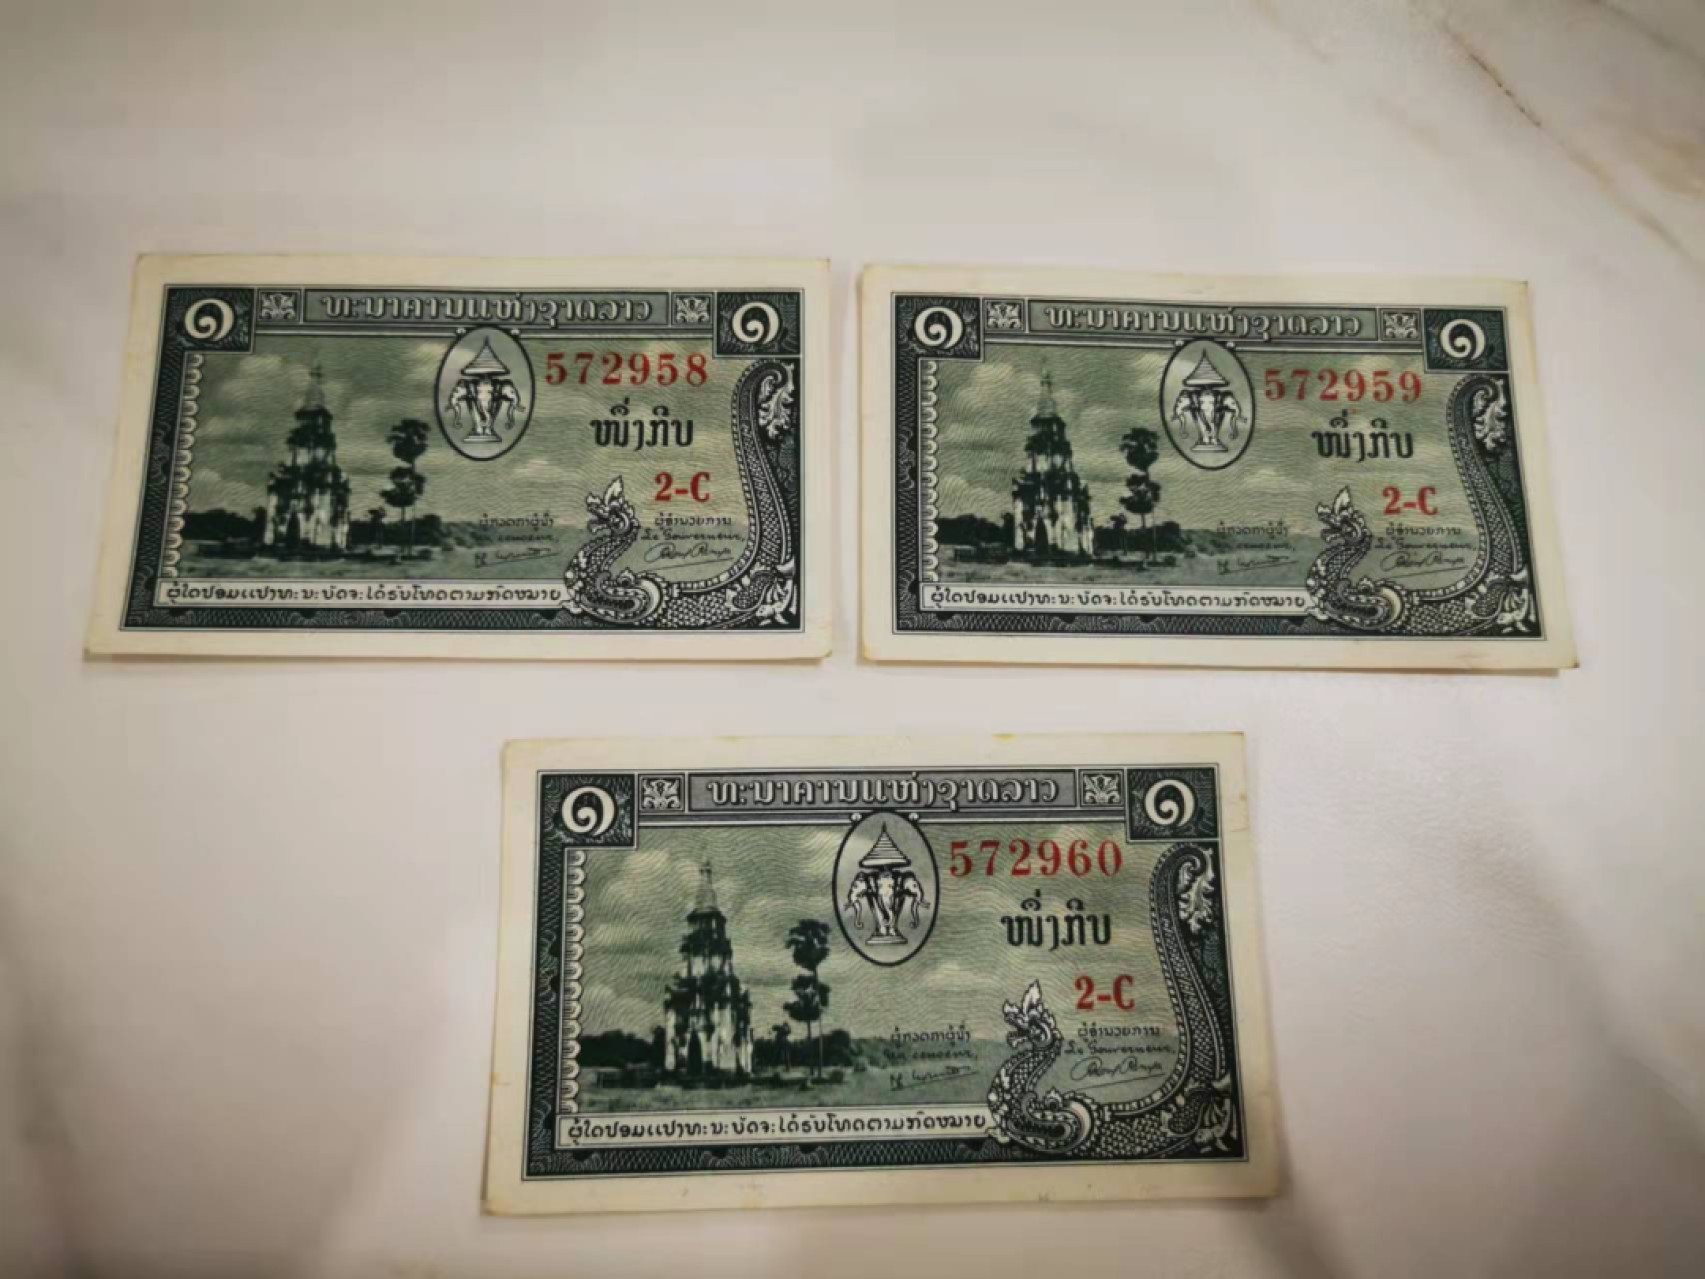 ໑ ທະນາຄານແຫ່ງຊາດລາວ ໑
572958
ໜຶ່ງກີບ
2-C
ຜູ້ກວດກາຜູ້ນຶ່ງ ຜູ້ອຳນວຍການ
Un censeur, Le Gouverneur,
ຜູ້ໃດປອມແປງທະນະບັດຈະໄດ້ຮັບໂທດຕາມກົດໝາຍ
໑ ທະນາຄານແຫ່ງຊາດລາວ ໑
572959
ໜຶ່ງກີບ
2-C
ຜູ້ກວດກາຜູ້ນຶ່ງ ຜູ້ອຳນວຍການ
Un censeur, Le Gouverneur,
ຜູ້ໃດປອມແປງທະນະບັດຈະໄດ້ຮັບໂທດຕາມກົດໝາຍ
໑ ທະນາຄານແຫ່ງຊາດລາວ ໑
572960
ໜຶ່ງກີບ
2-C
ຜູ້ກວດກາຜູ້ນຶ່ງ ຜູ້ອຳນວຍການ
Un censeur, Le Gouverneur,
ຜູ້ໃດປອມແປງທະນະບັດຈະໄດ້ຮັບໂທດຕາມກົດໝາຍ